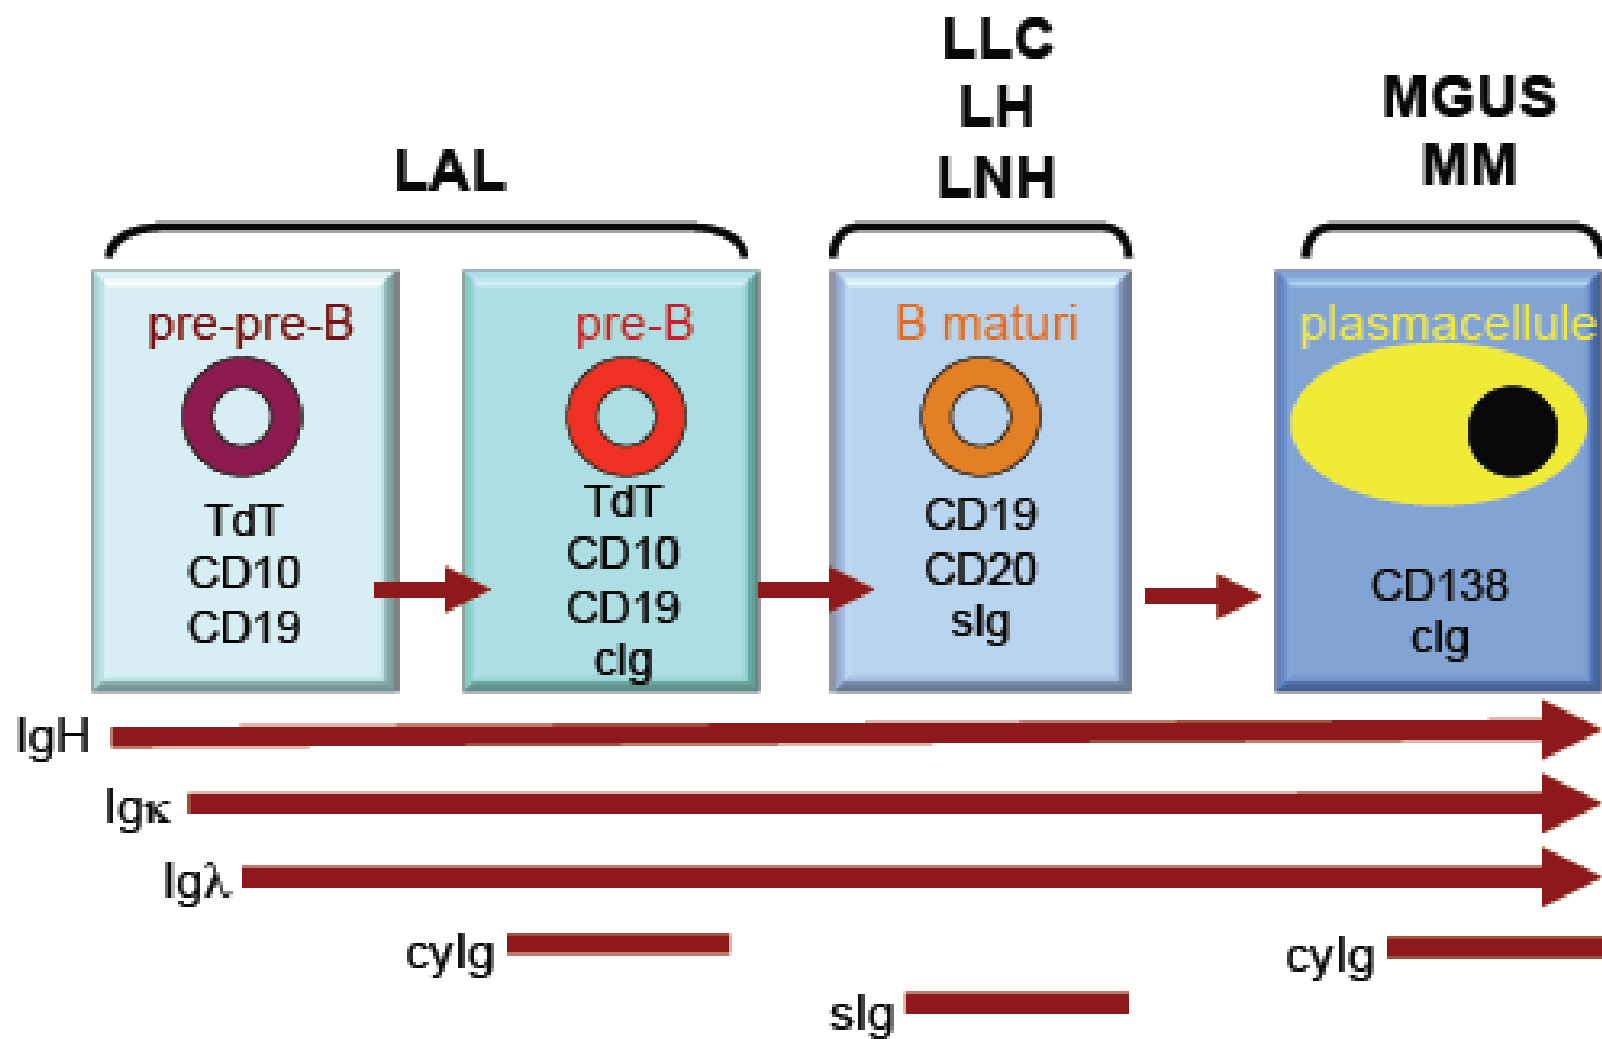 LAL
LLC
LH
LNH
MGUS
MM
pre-pre-B
TdT
CD10
CD19
pre-B
TdT
CD10
CD19
cIg
B maturi
CD19
CD20
sIg
plasmacellule
CD138
cIg
IgH
Igκ
Igλ
cyIg
cyIg
sIg